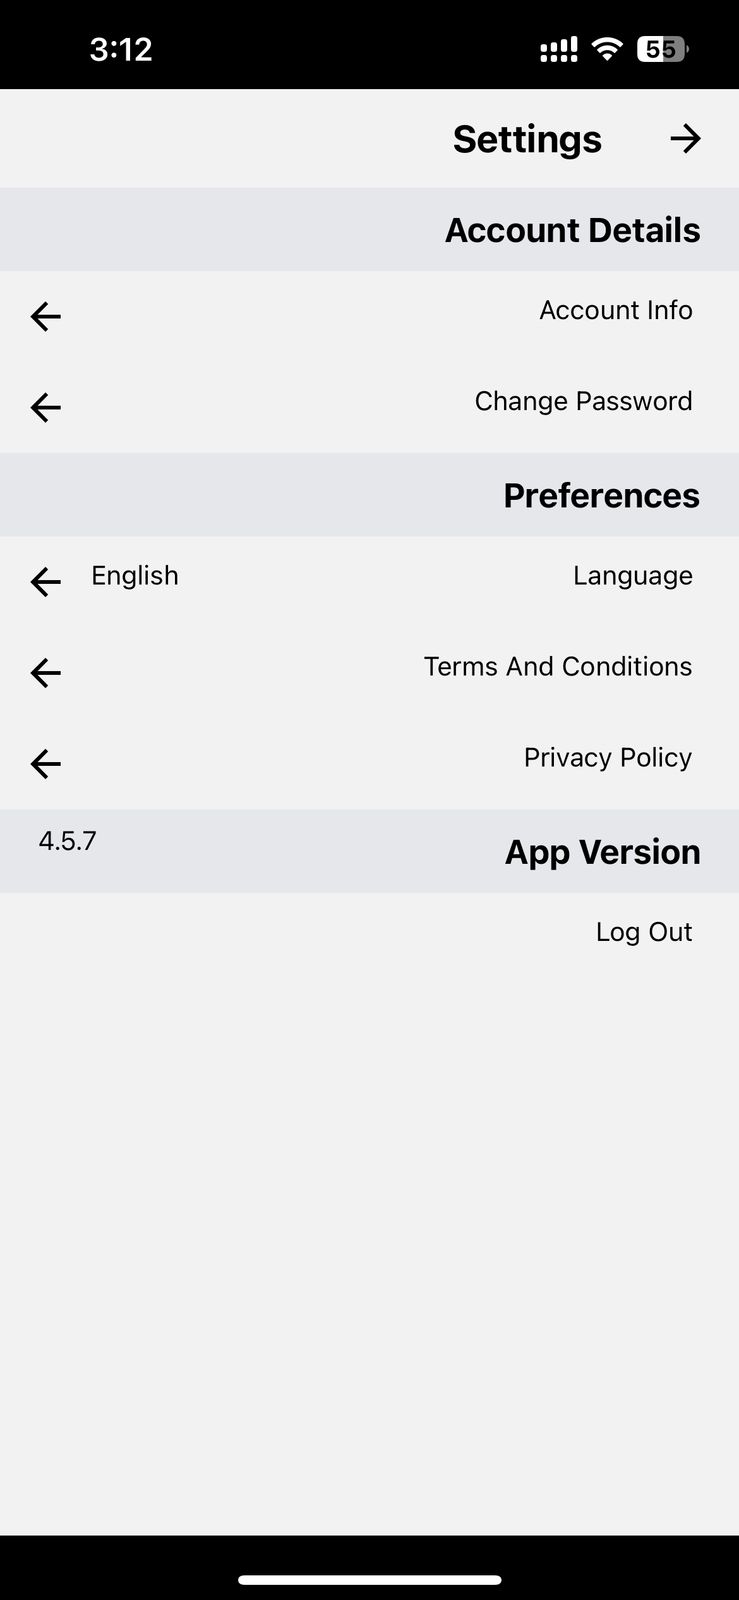 3:12
55
Settings
Account Details
Account Info
Change Password
Preferences
Language English
Terms And Conditions
Privacy Policy
App Version 4.5.7
Log Out